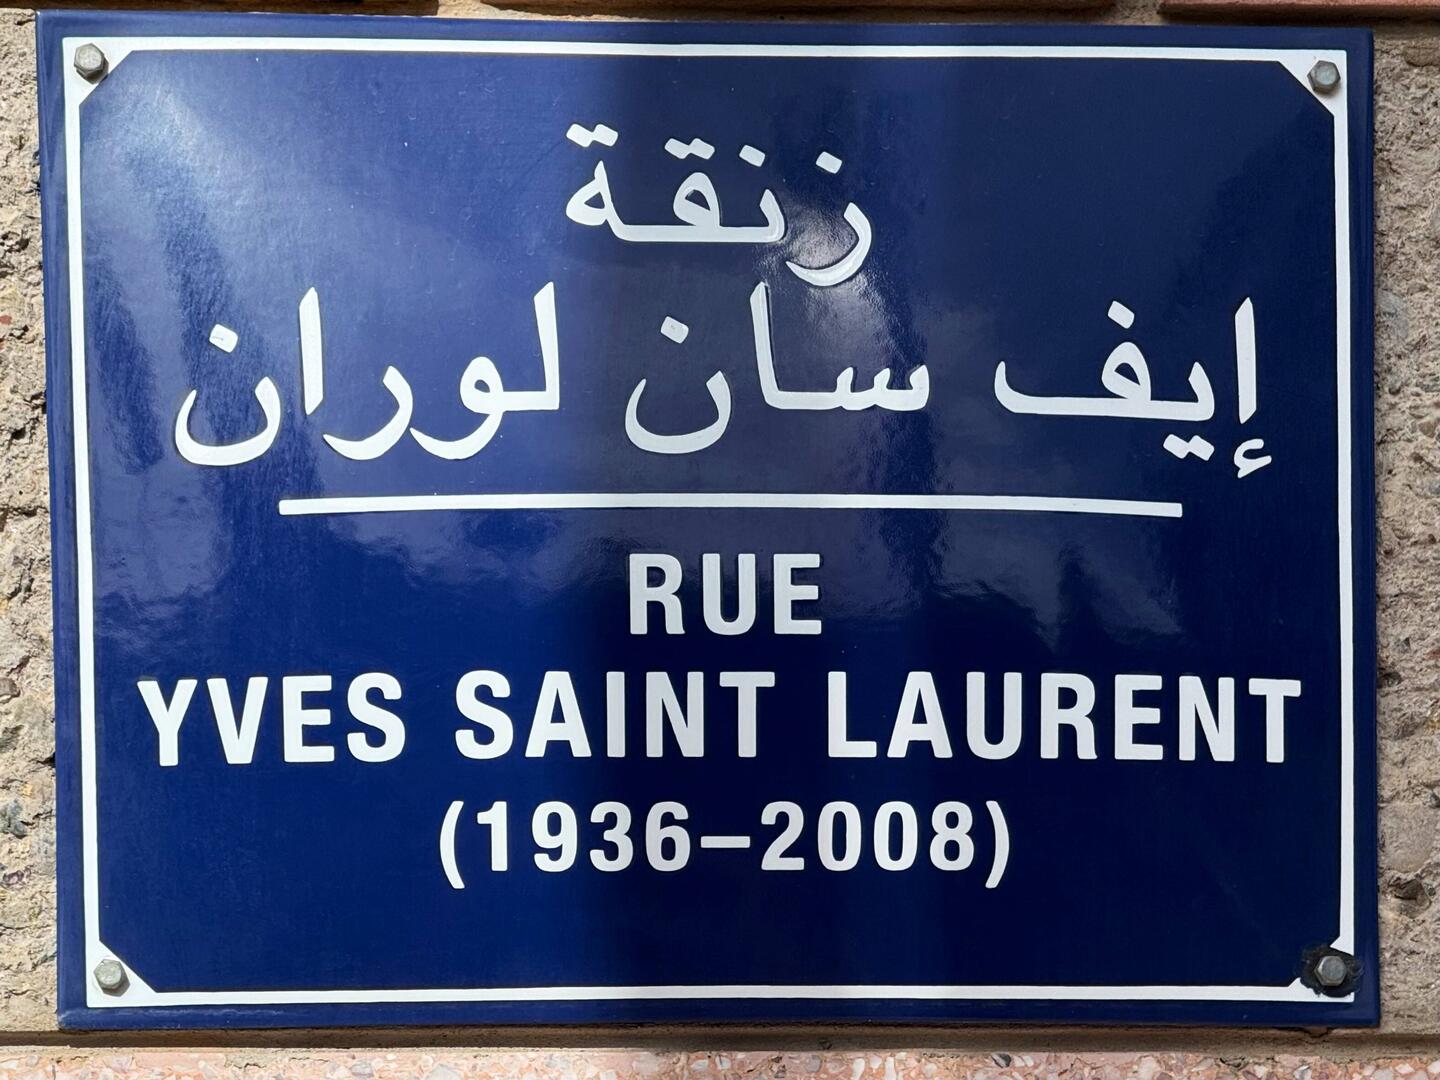 زنقة
إيف سان لوران
RUE
YVES SAINT LAURENT
(1936–2008)